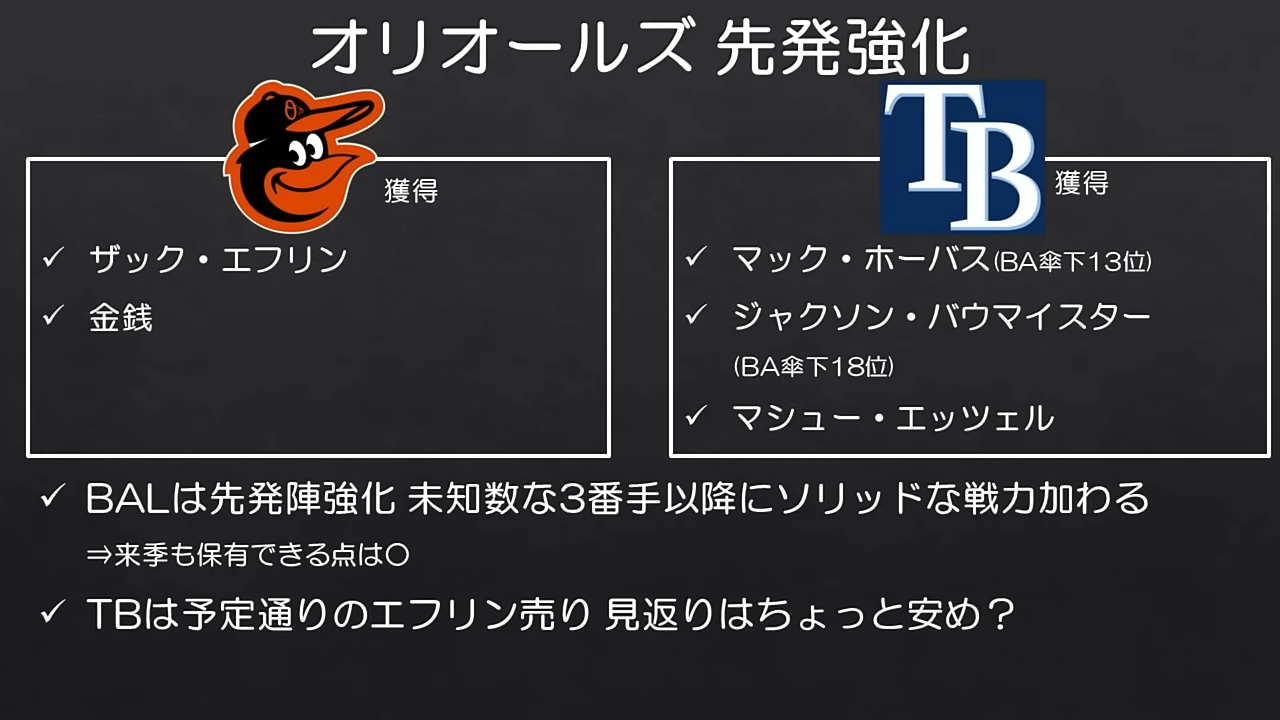 オリオールズ 先発強化
獲得
✓ ザック・エフリン
✓ 金銭
TB
獲得
✓ マック・ホーバス(BA傘下13位)
✓ ジャクソン・バウマイスター
(BA傘下18位)
✓ マシュー・エッツェル
✓ BALは先発陣強化 未知数な3番手以降にソリッドな戦力加わる
⇒来季も保有できる点は〇
✓ TBは予定通りのエフリン売り 見返りはちょっと安め？